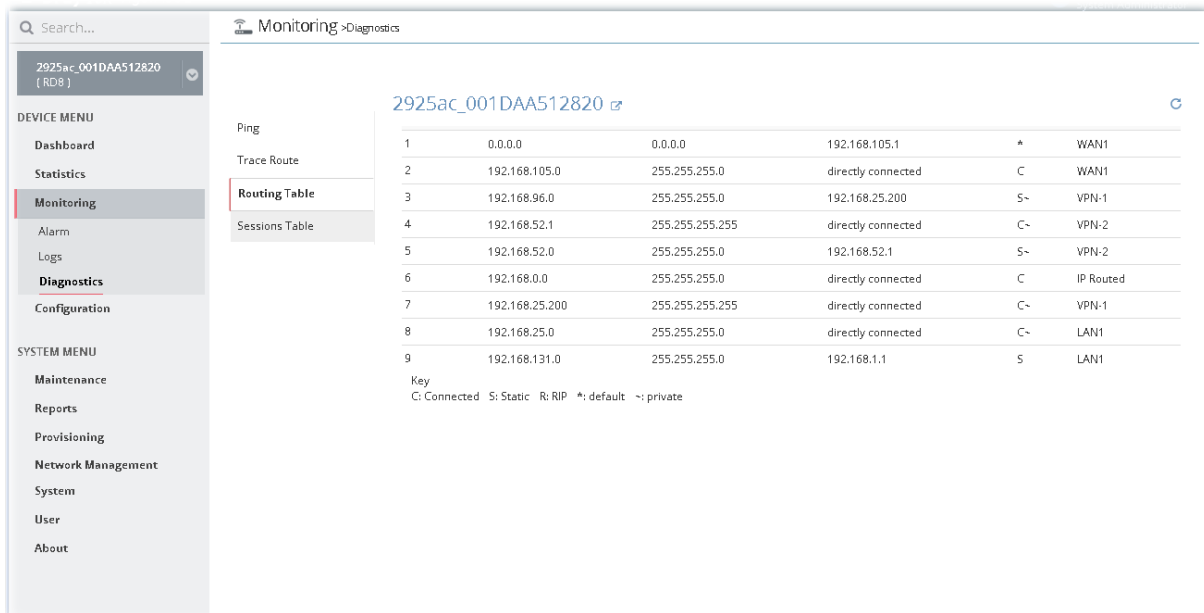 Search...
Monitoring >Diagnostics
2925ac_001DAA512820
( RD8 )
DEVICE MENU
Dashboard
Statistics
Monitoring
Alarm
Logs
Diagnostics
Configuration
SYSTEM MENU
Maintenance
Reports
Provisioning
Network Management
System
User
About
Ping
Trace Route
Routing Table
Sessions Table
2925ac_001DAA512820
1 0.0.0.0 0.0.0.0 192.168.105.1 * WAN1
2 192.168.105.0 255.255.255.0 directly connected C WAN1
3 192.168.96.0 255.255.255.0 192.168.25.200 S~ VPN-1
4 192.168.52.1 255.255.255.255 directly connected C~ VPN-2
5 192.168.52.0 255.255.255.0 192.168.52.1 S~ VPN-2
6 192.168.0.0 255.255.255.0 directly connected C IP Routed
7 192.168.25.200 255.255.255.255 directly connected C~ VPN-1
8 192.168.25.0 255.255.255.0 directly connected C~ LAN1
9 192.168.131.0 255.255.255.0 192.168.1.1 S LAN1
Key
C: Connected S: Static R: RIP *: default ~: private